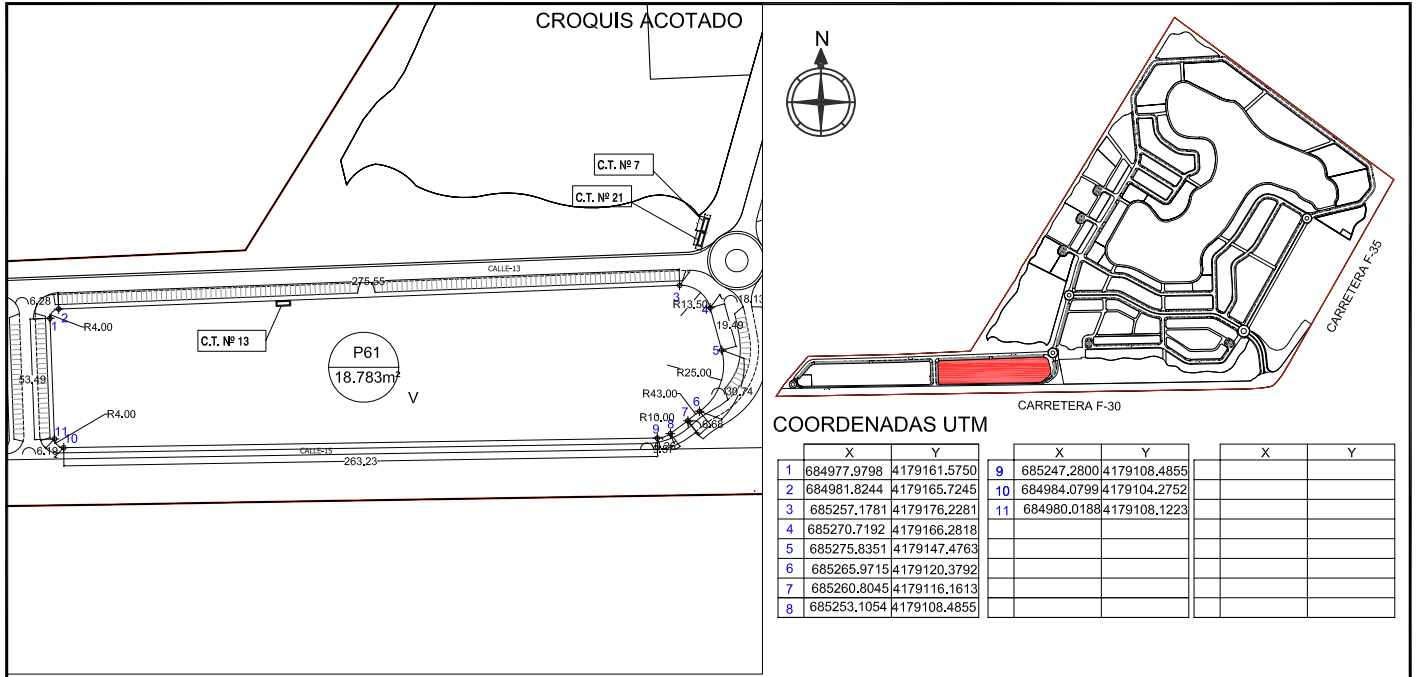 CROQUIS ACOTADO
C.T. Nº 7
C.T. Nº 21
CALLE-13
275.55
6.28
1
2
R4.00
3
R13.50
4
18.13
19.49
C.T. Nº 13
P61
18.783m²
V
53.49
5
R25.00
30.74
R43.00
6
R10.00
7
6.68
8
9
R4.00
11
10
6.19
CALLE-15
263.23
N
CARRETERA F-35
CARRETERA F-30
COORDENADAS UTM
X Y X Y X Y
1 684977.9798 4179161.5750 9 685247.2800 4179108.4855
2 684981.8244 4179165.7245 10 684984.0799 4179104.2752
3 685257.1781 4179176.2281 11 684980.0188 4179108.1223
4 685270.7192 4179166.2818
5 685275.8351 4179147.4763
6 685265.9715 4179120.3792
7 685260.8045 4179116.1613
8 685253.1054 4179108.4855